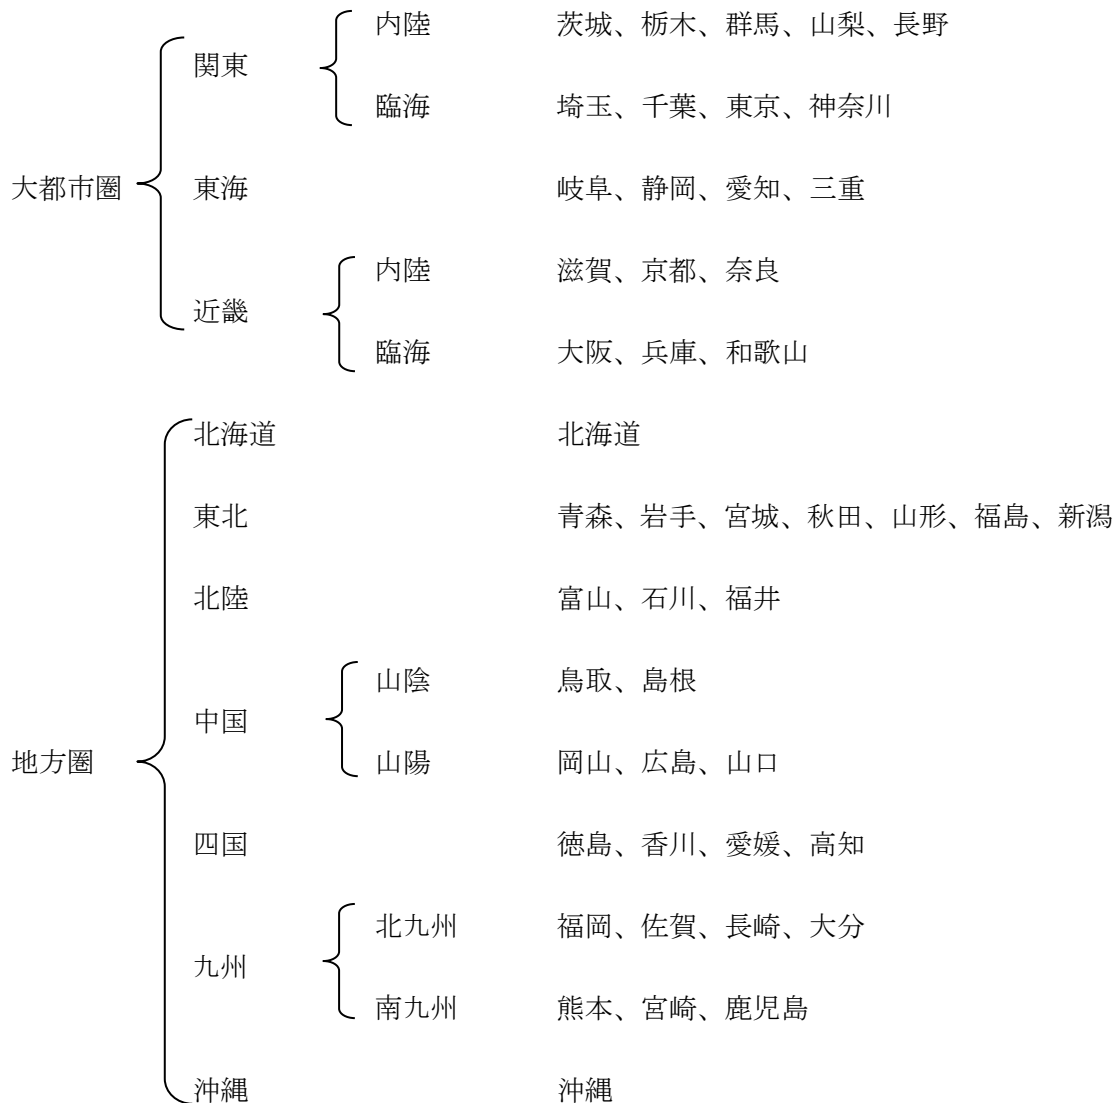 内陸 茨城、栃木、群馬、山梨、長野
関東
臨海 埼玉、千葉、東京、神奈川
大都市圏 東海 岐阜、静岡、愛知、三重
内陸 滋賀、京都、奈良
近畿
臨海 大阪、兵庫、和歌山
北海道 北海道
東北 青森、岩手、宮城、秋田、山形、福島、新潟
北陸 富山、石川、福井
山陰 鳥取、島根
中国
地方圏 山陽 岡山、広島、山口
四国 徳島、香川、愛媛、高知
北九州 福岡、佐賀、長崎、大分
九州
南九州 熊本、宮崎、鹿児島
沖縄 沖縄